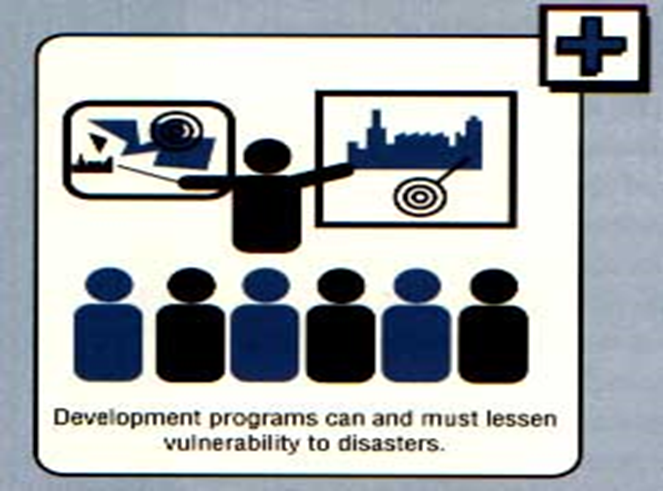 Development programs can and must lessen
vulnerability to disasters.